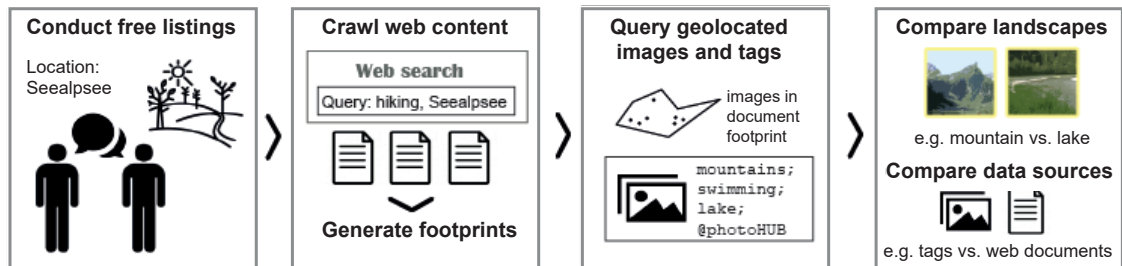 Conduct free listings
Location:
Seealpsee
Crawl web content
Web search
Query: hiking, Seealpsee
Generate footprints
Query geolocated
images and tags
images in
document
footprint
mountains;
swimming;
lake;
@photoHUB
Compare landscapes
e.g. mountain vs. lake
Compare data sources
e.g. tags vs. web documents